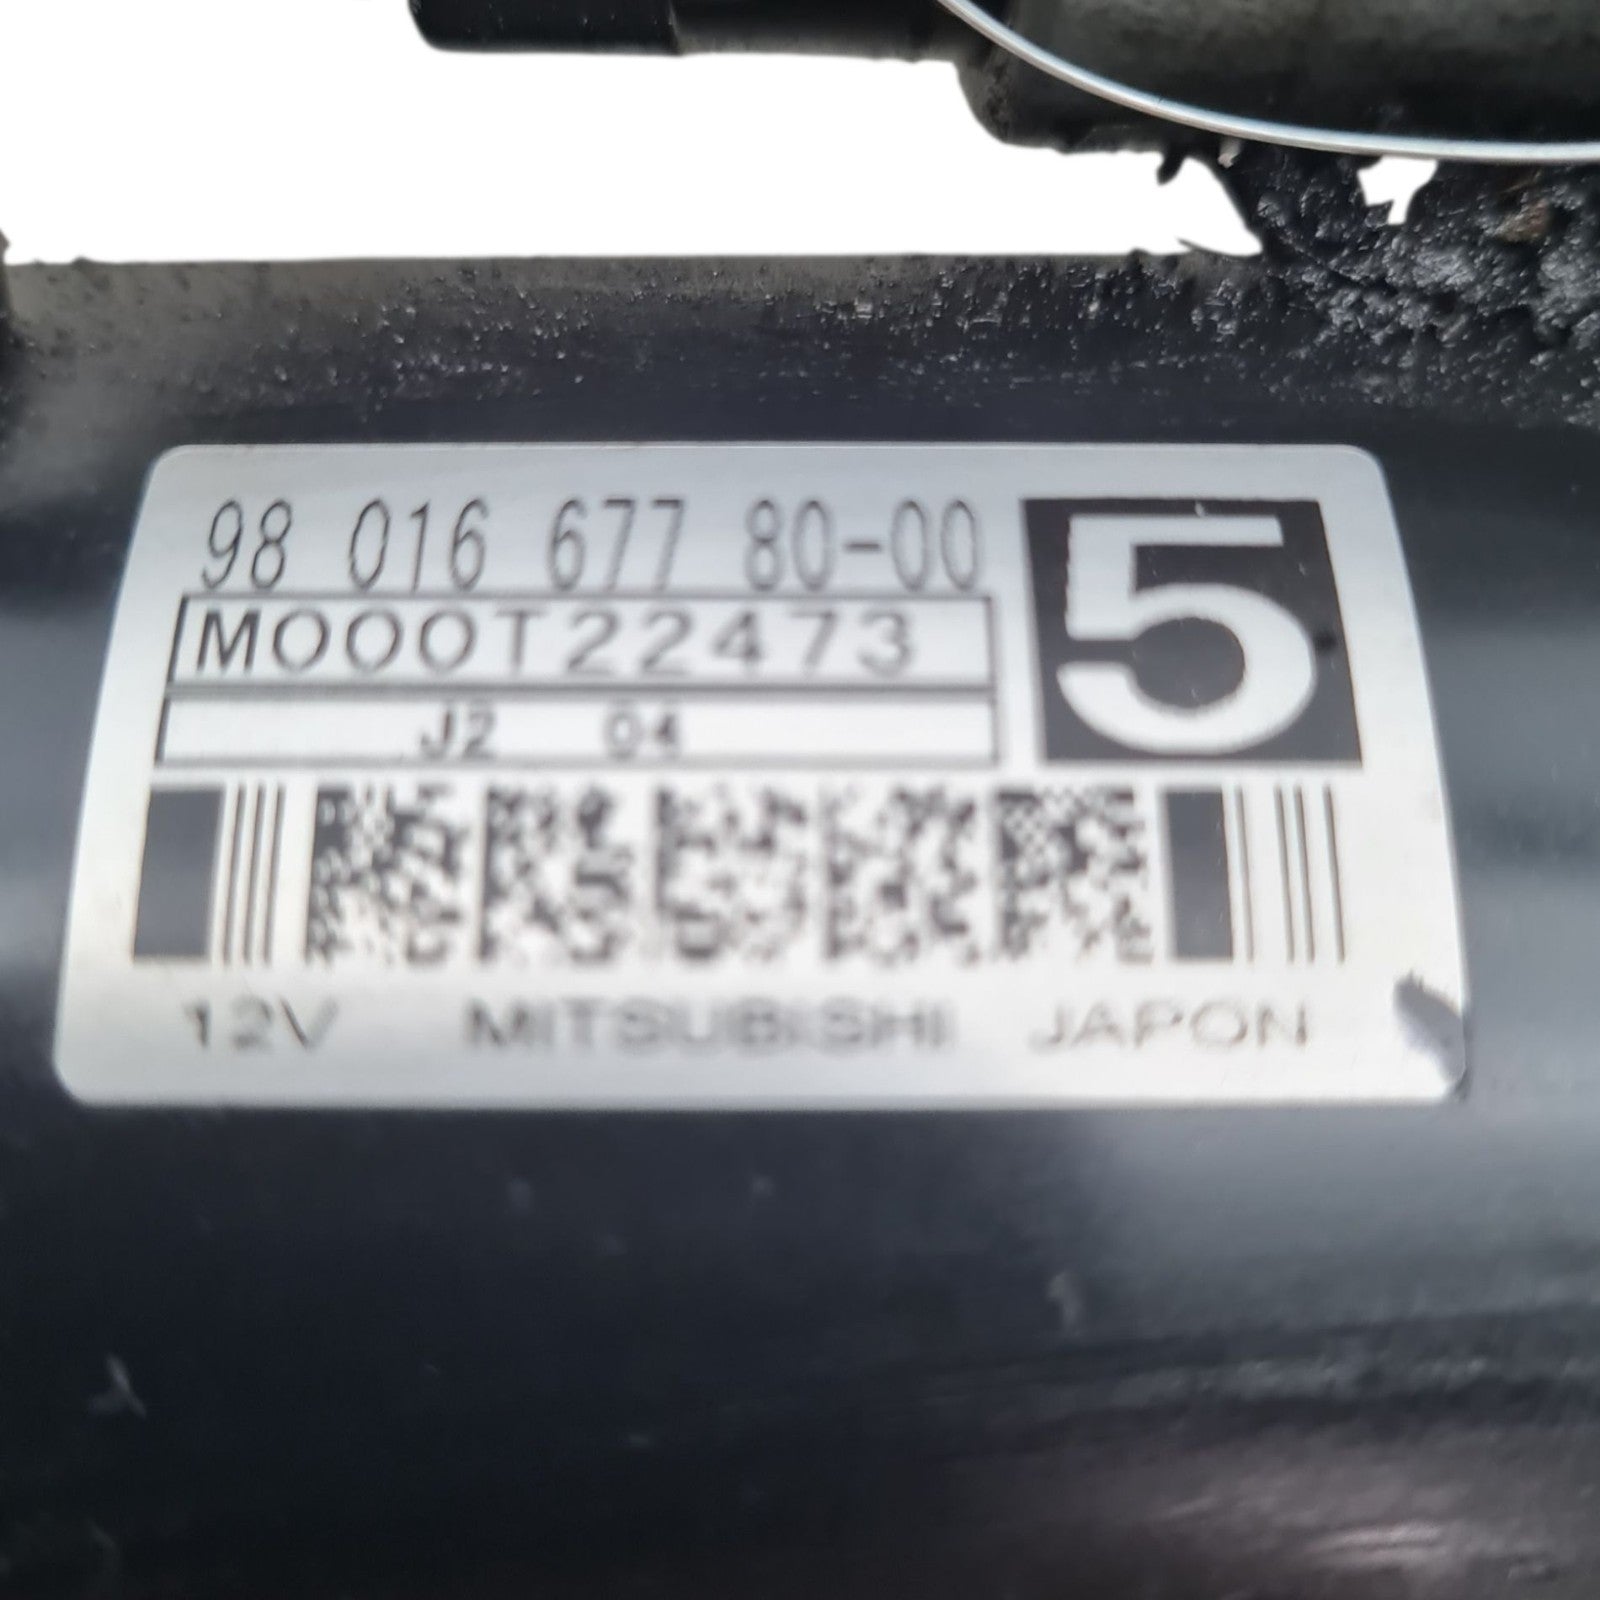 98 016 677 80-00
5
M000T22473
J2 04
12V MITSUBISHI JAPON